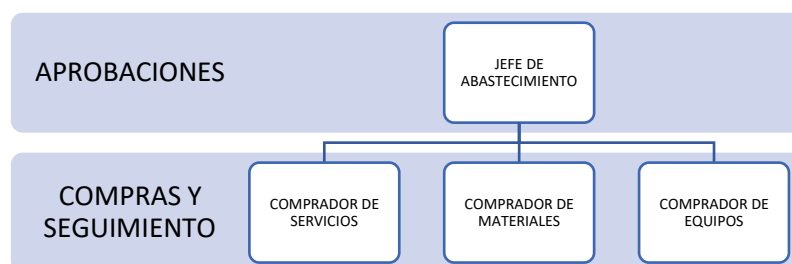 APROBACIONES
JEFE DE
ABASTECIMIENTO
COMPRAS Y
SEGUIMIENTO
COMPRADOR DE
SERVICIOS
COMPRADOR DE
MATERIALES
COMPRADOR DE
EQUIPOS